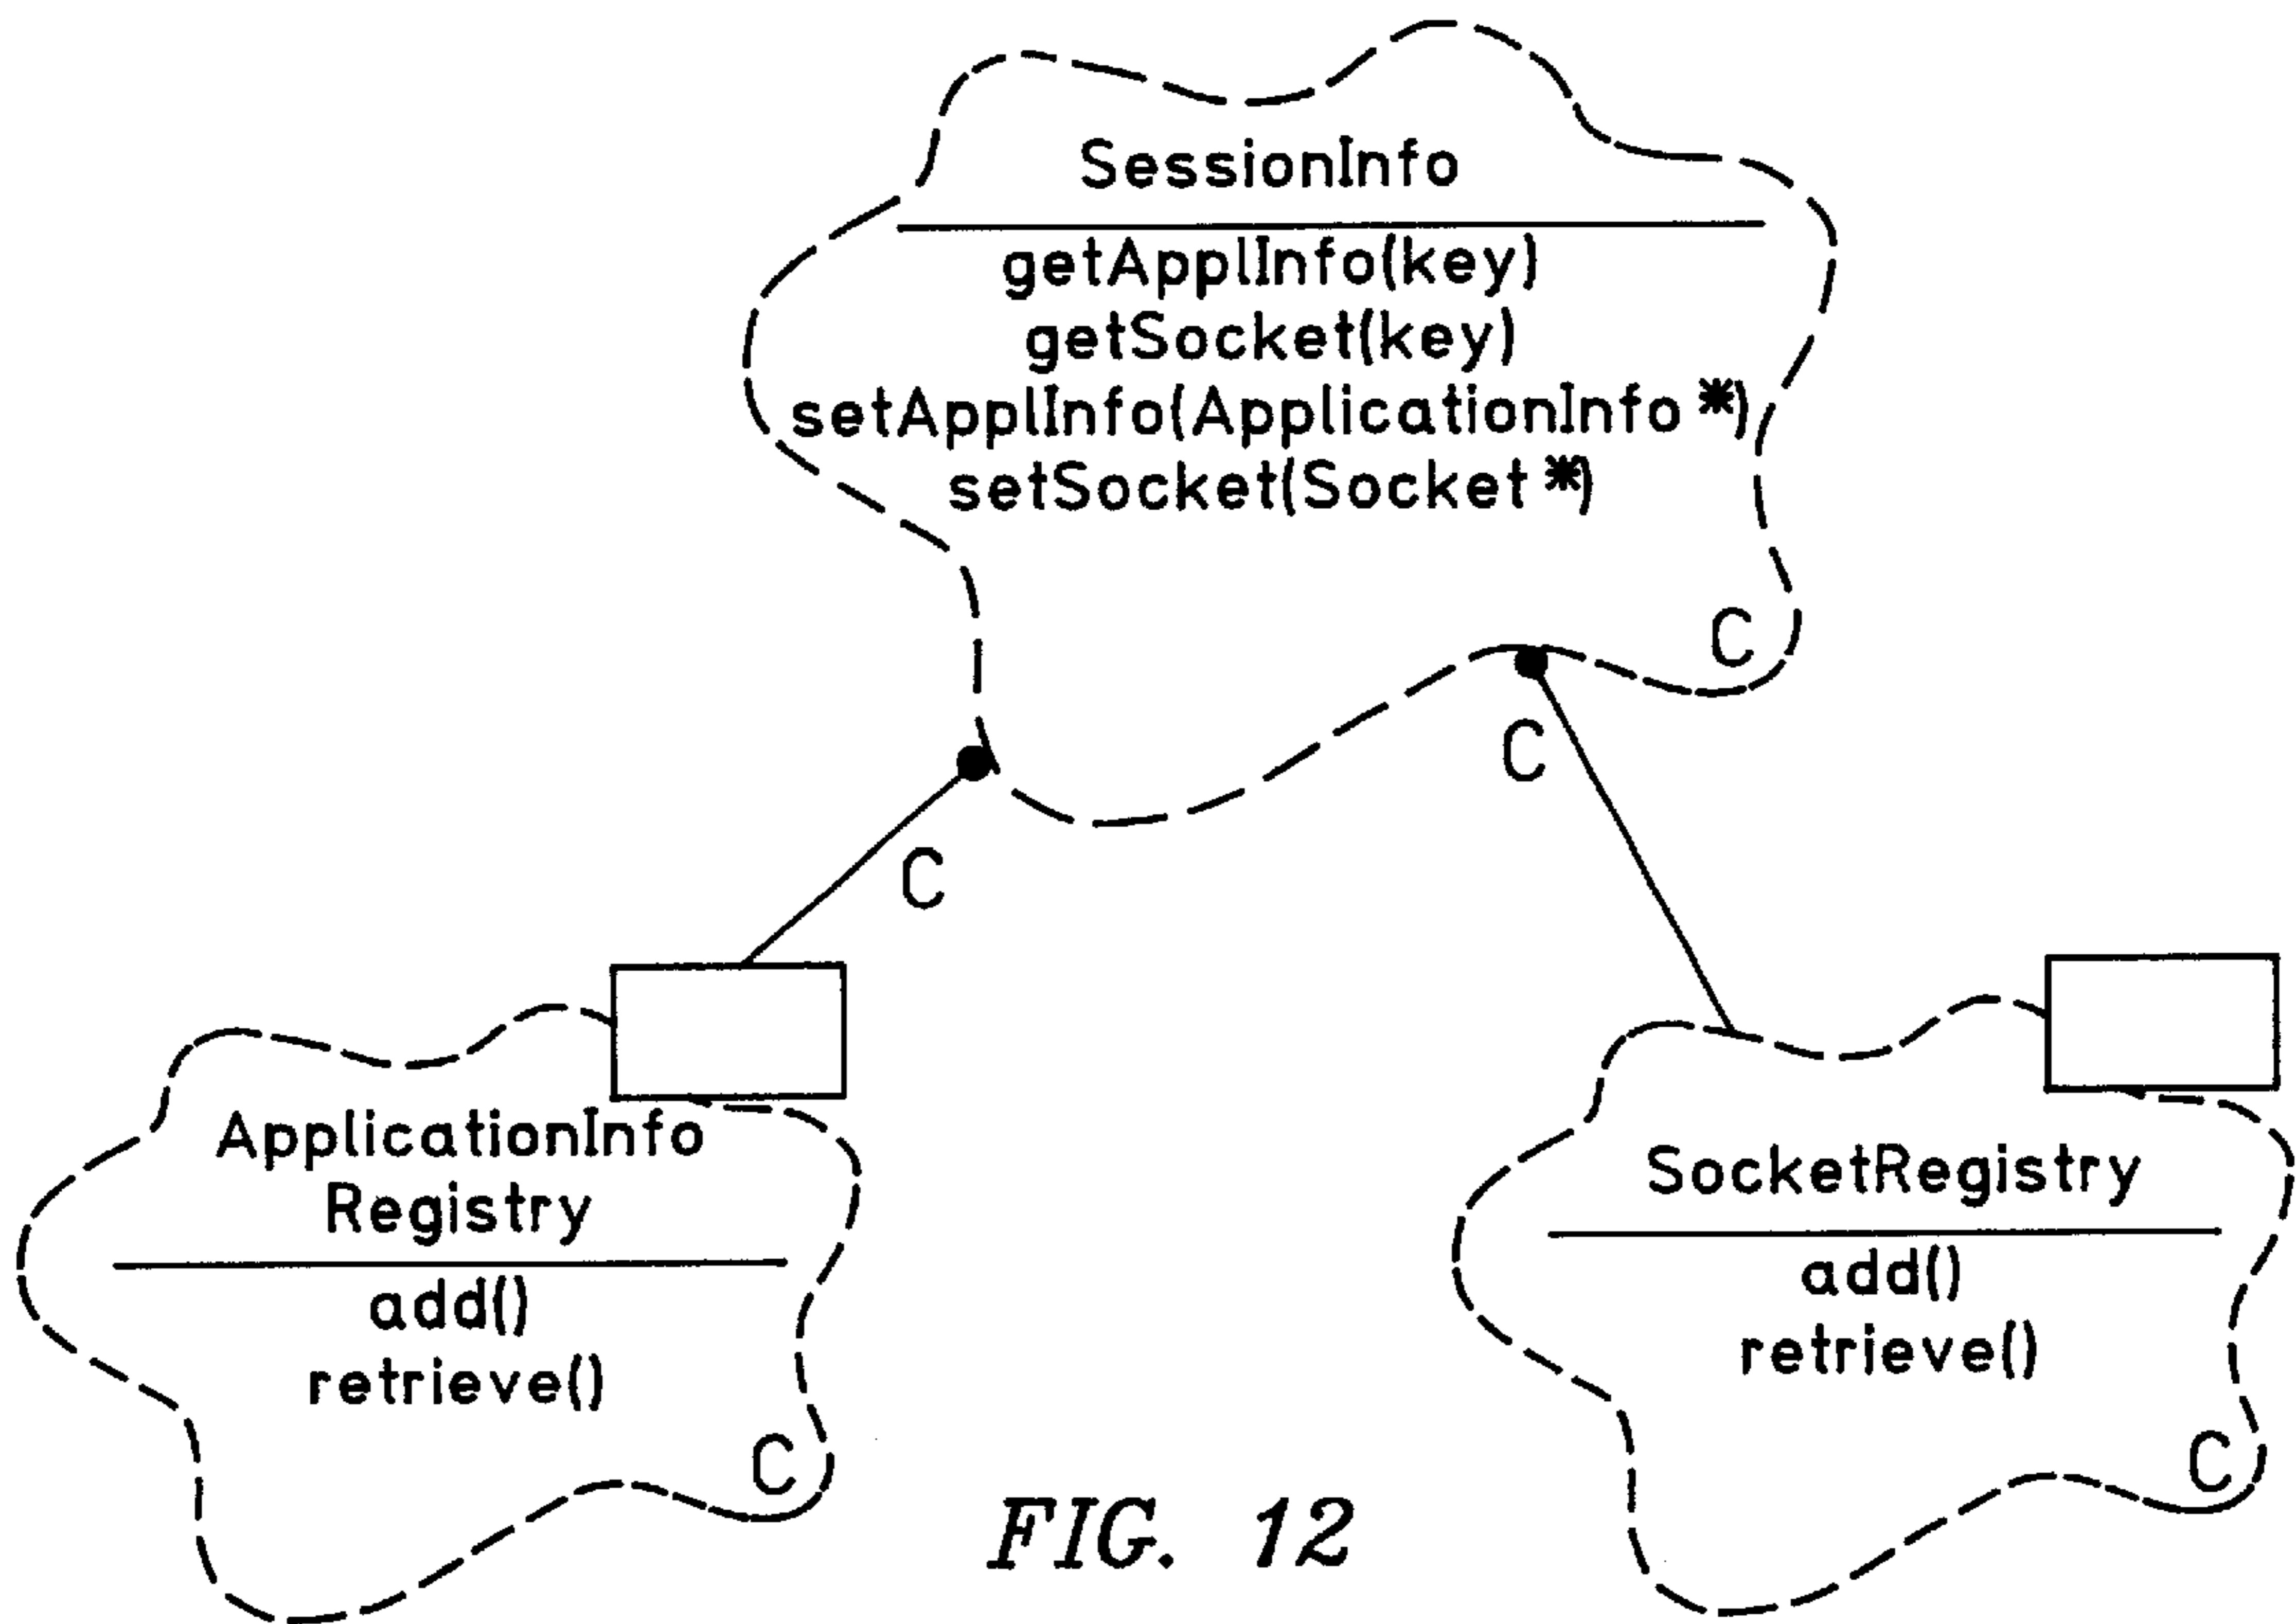 SessionInfo
getApplInfo(key)
getSocket(key)
setApplInfo(ApplicationInfo*)
setSocket(Socket*)
C
C
C
ApplicationInfo
Registry
add()
retrieve()
C
SocketRegistry
add()
retrieve()
C
FIG. 12